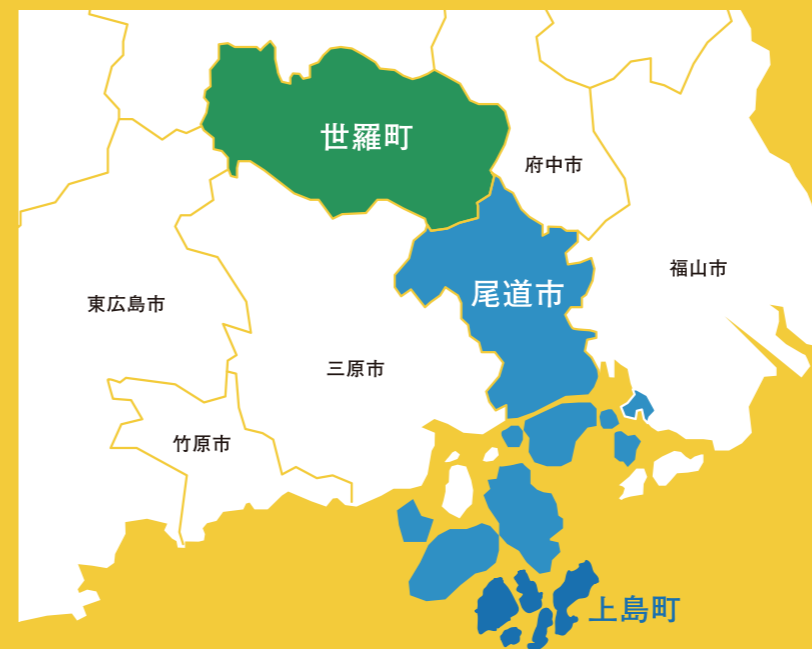 世羅町
府中市
福山市
尾道市
東広島市
三原市
竹原市
上島町